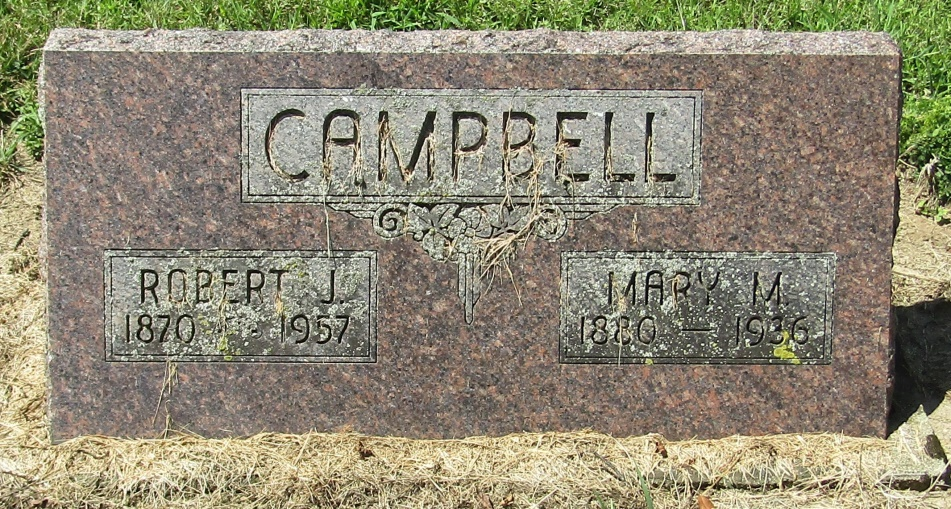 CAMPBELL
ROBERT J.
1870 - 1957
MARY M.
1880 - 1936